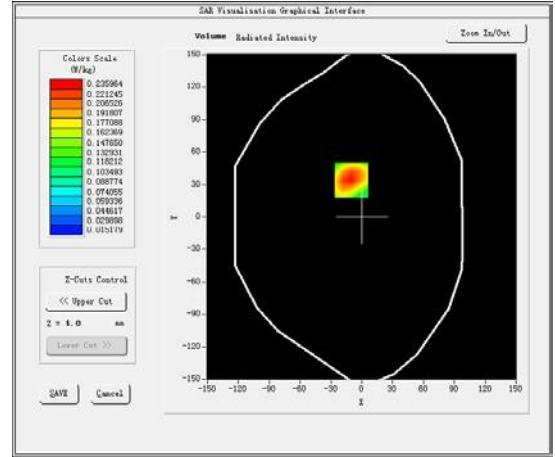 SAR Visualisation Graphical Interface
Volume Radiated Intensity
Zoom In/Out
Colors Scale
(W/kg)
0.235964
0.221245
0.206526
0.191807
0.177088
0.162369
0.147650
0.132931
0.118212
0.103493
0.088774
0.074055
0.059336
0.044617
0.029898
0.015179
Z-Cuts Control
<< Upper Cut
Z = 4.0 mm
Lower Cut >>
SAVE Cancel
150
120
90
60
30
Y 0
-30
-60
-90
-120
-150
-150 -120 -90 -60 -30 0 30 60 90 120 150
X